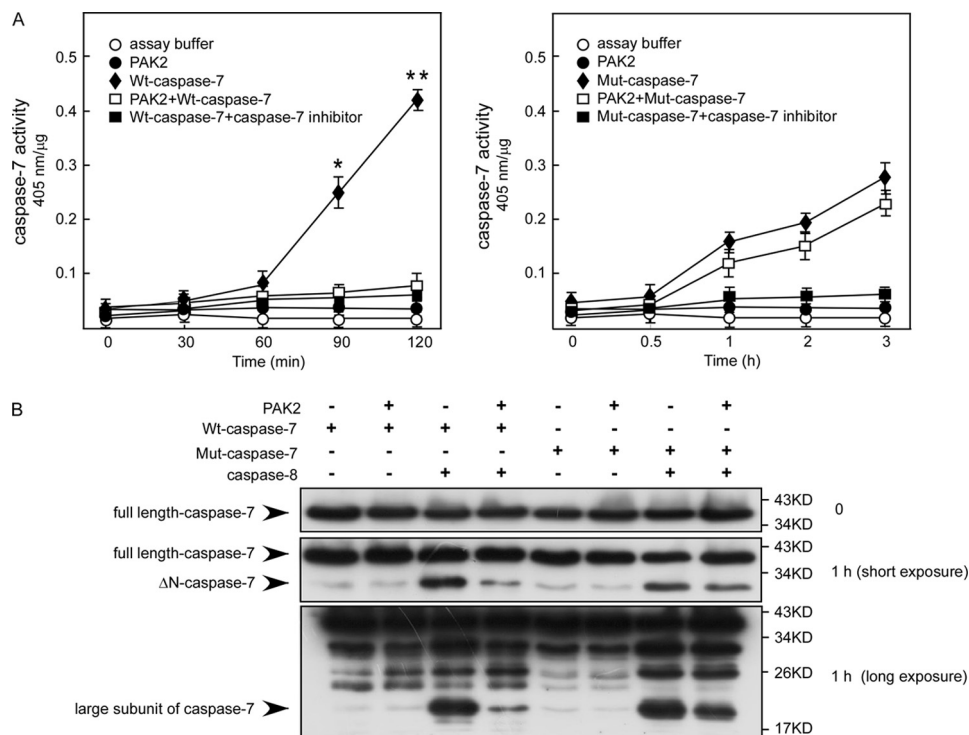 A
caspase-7 activity
405 nm/µg
0.5
0.4
0.3
0.2
0.1
assay buffer
PAK2
Wt-caspase-7
PAK2+Wt-caspase-7
Wt-caspase-7+caspase-7 inhibitor
*
**
0 30 60 90 120
Time (min)
caspase-7 activity
405 nm/µg
0.5
0.4
0.3
0.2
0.1
assay buffer
PAK2
Mut-caspase-7
PAK2+Mut-caspase-7
Mut-caspase-7+caspase-7 inhibitor
0 0.5 1 2 3
Time (h)
B
PAK2 - + - + - + - +
Wt-caspase-7 + + + + - - - -
Mut-caspase-7 - - - - + + + +
caspase-8 - - + + - - + +
full length-caspase-7 43KD 0
34KD
full length-caspase-7 43KD
34KD 1 h (short exposure)
ΔN-caspase-7
43KD
34KD
26KD 1 h (long exposure)
large subunit of caspase-7
17KD